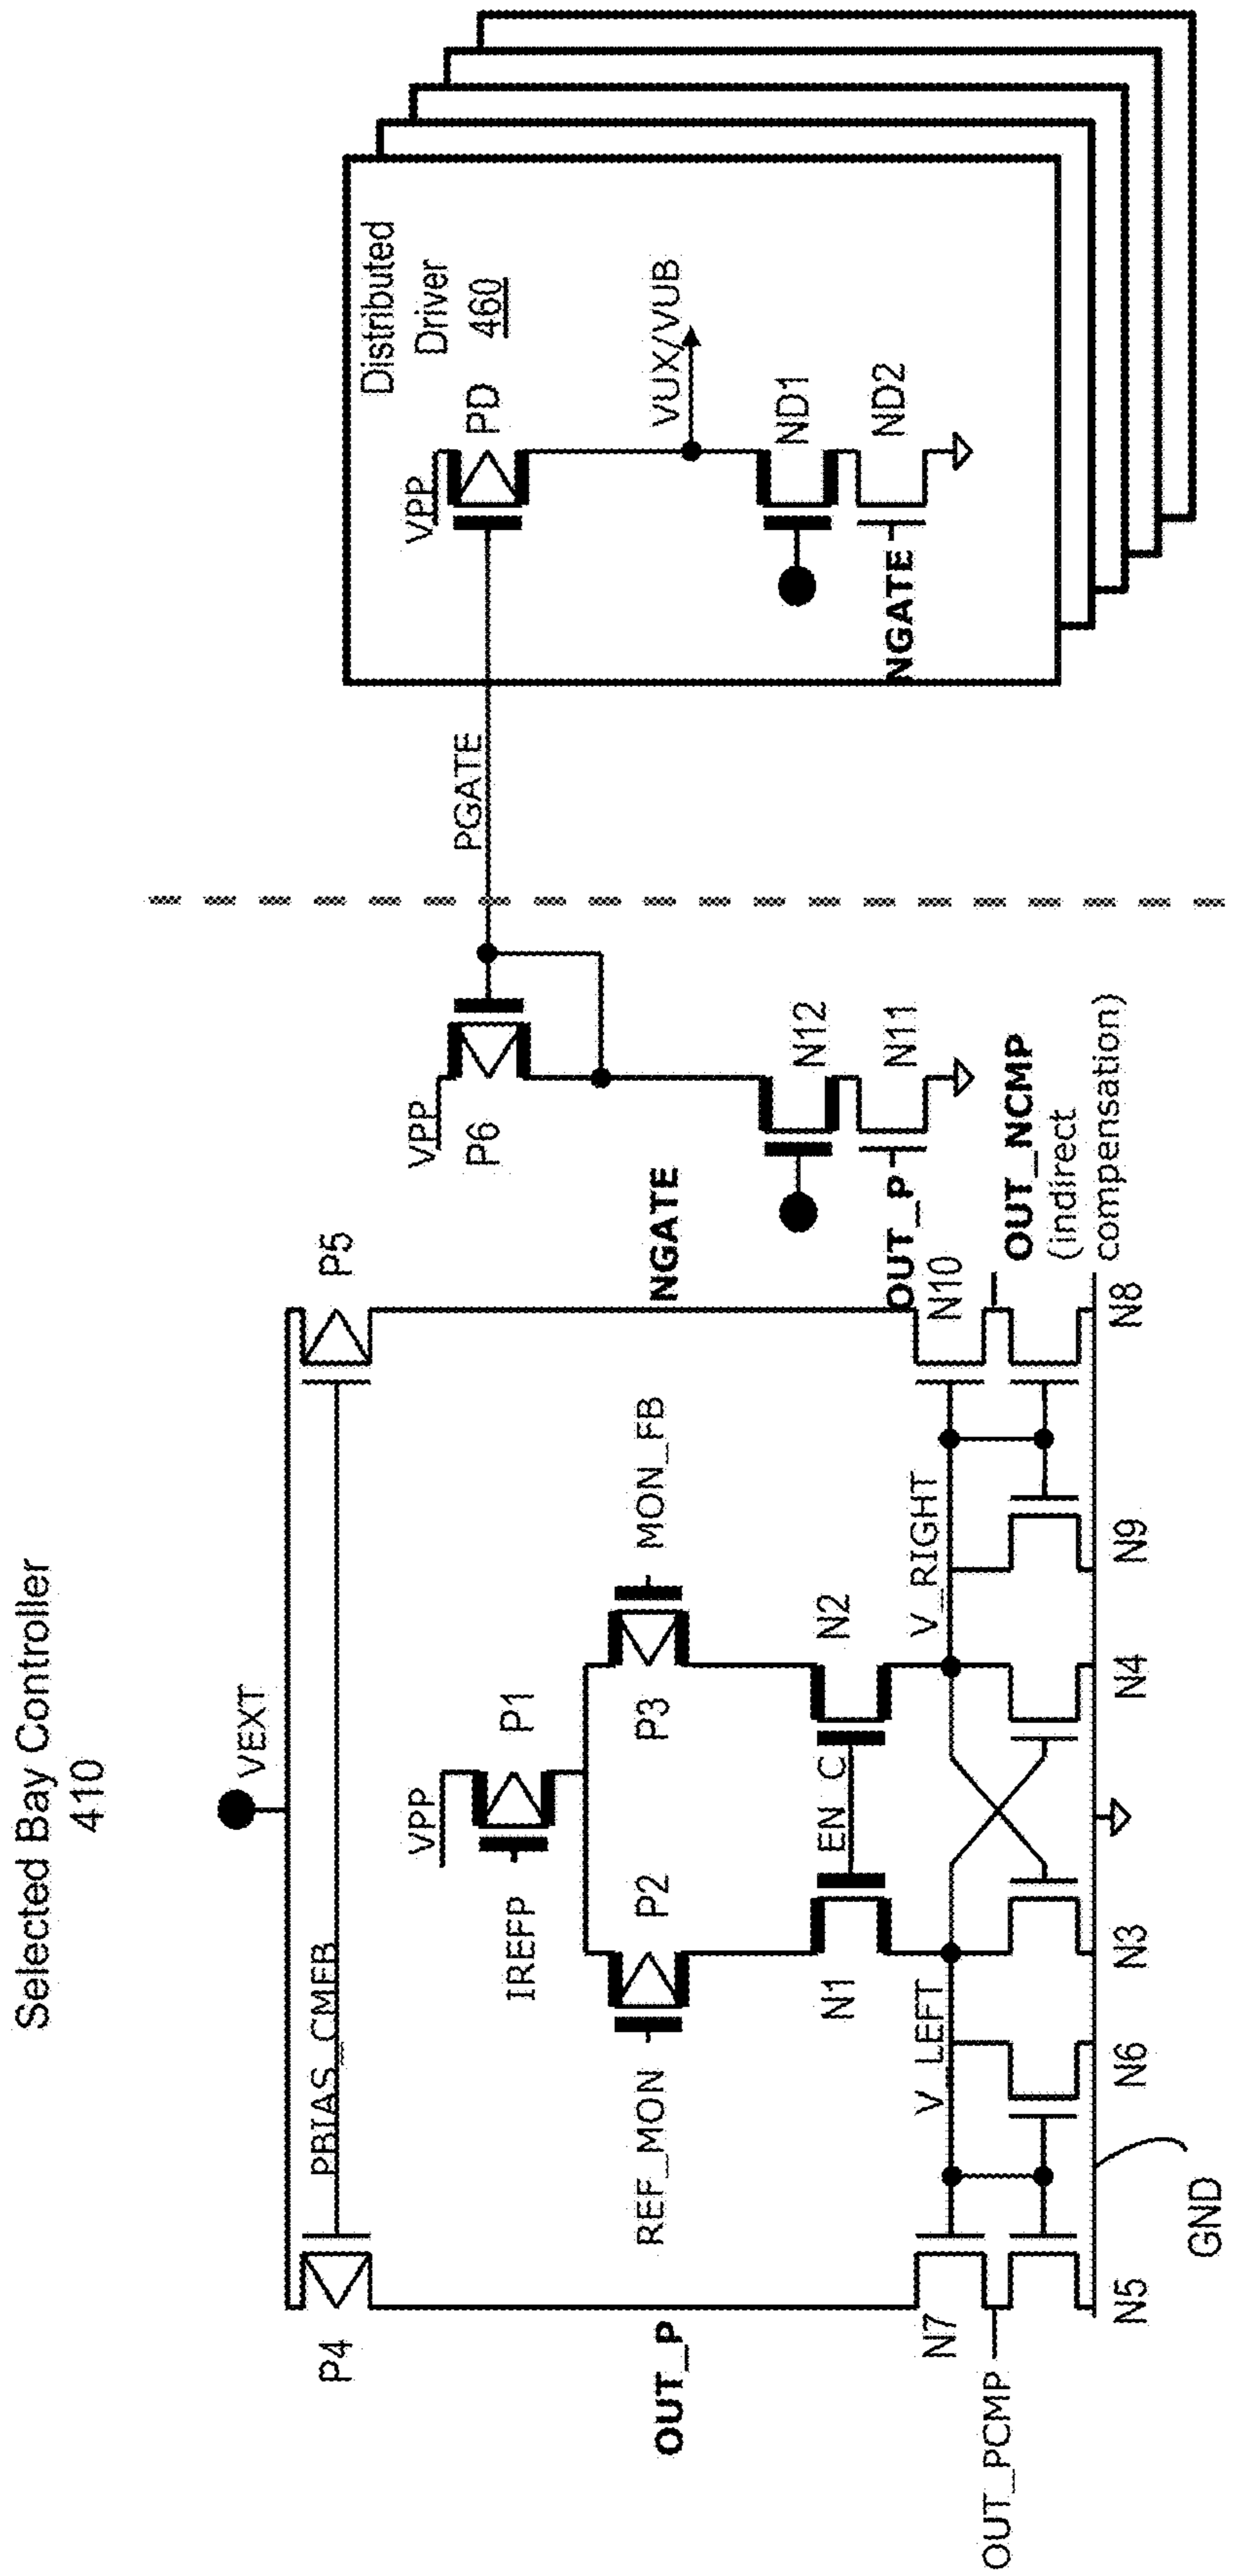 Selected Bay Controller
410
VEXT
P4
PBIAS_CMFB
P5
VPP
IREFP
P1
REF_MON
P2
P3
MON_FB
OUT_P
NGATE
N1
EN_C
N2
V_LEFT
V_RIGHT
N7
N10
OUT_PCMP
OUT_NCMP
(indirect
compensation)
N5
N6
N3
N4
N9
N8
GND
VPP
P6
N12
OUT_P
N11
PGATE
Distributed
Driver
460
VPP
PD
VUX/VUB
ND1
NGATE
ND2